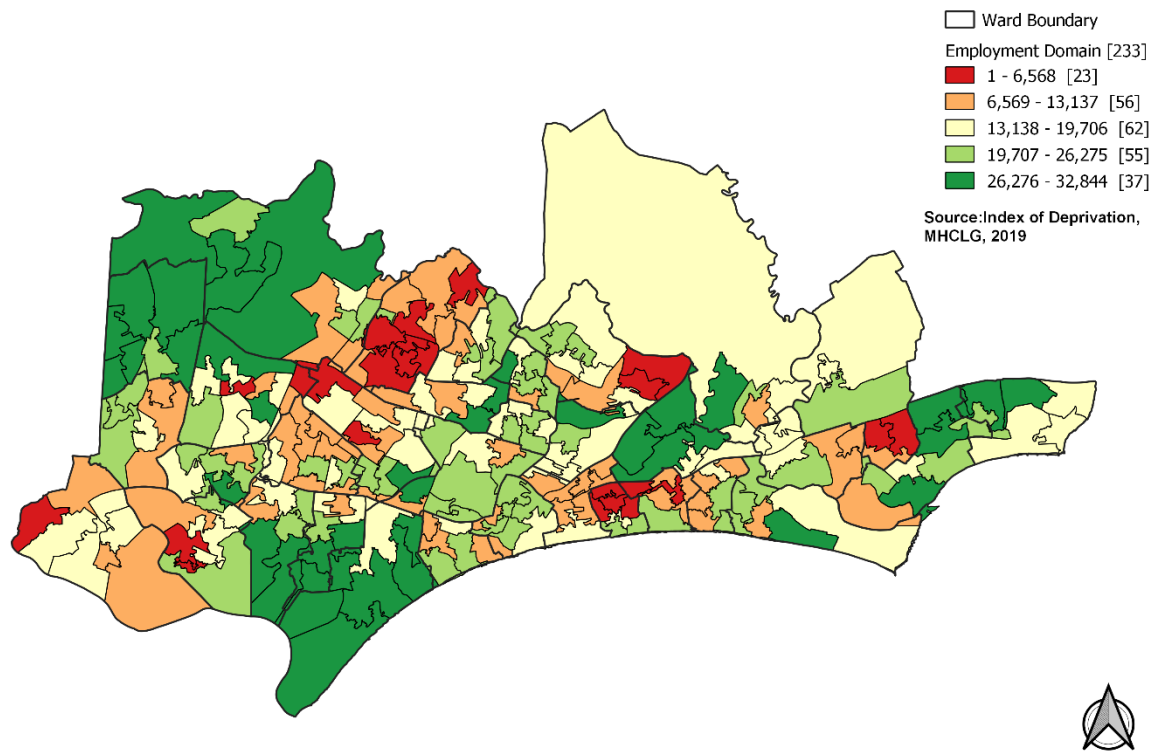 Ward Boundary
Employment Domain [233]
1 - 6,568 [23]
6,569 - 13,137 [56]
13,138 - 19,706 [62]
19,707 - 26,275 [55]
26,276 - 32,844 [37]
Source:Index of Deprivation,
MHCLG, 2019